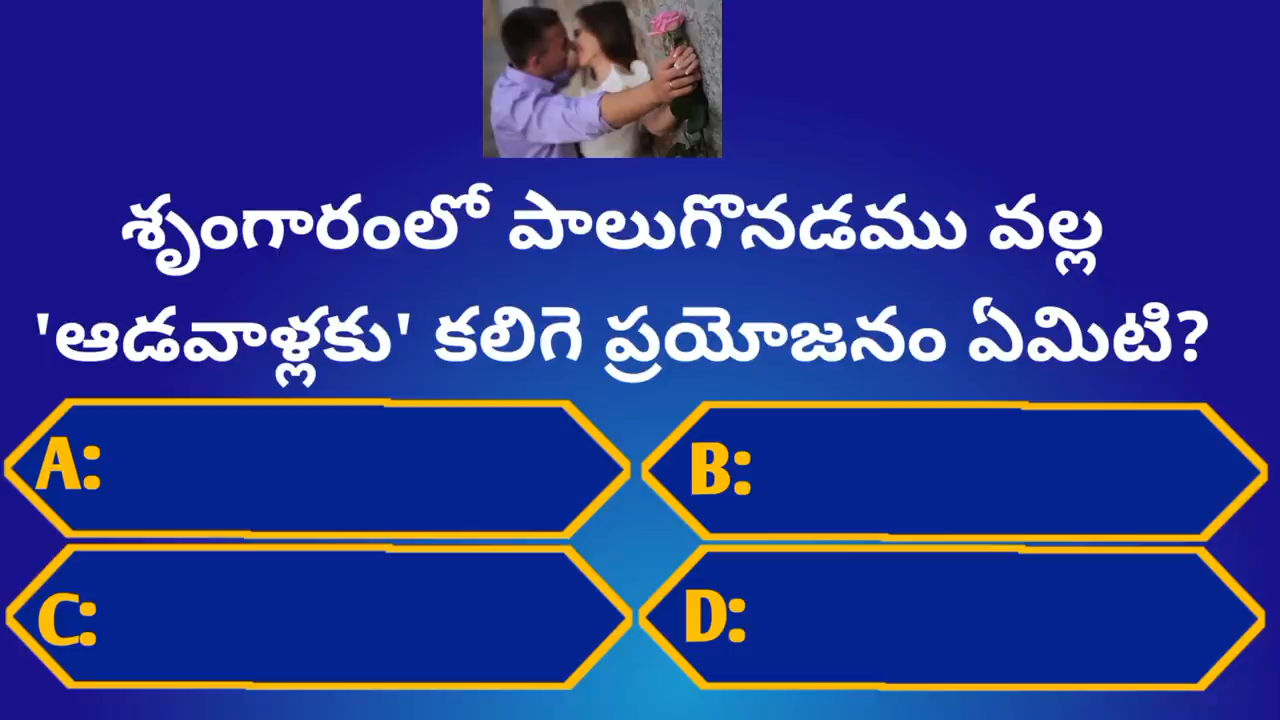 శృంగారంలో పాలుగొనడము వల్ల
'ఆడవాళ్లకు' కలిగె ప్రయోజనం ఏమిటి?
A: B:
C: D: